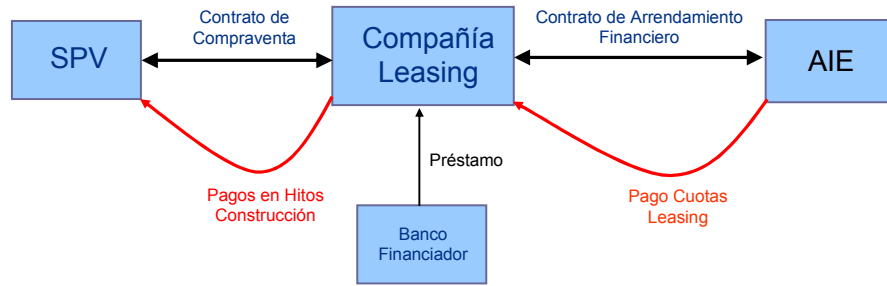 SPV
Contrato de
Compraventa
Compañía
Leasing
Contrato de Arrendamiento
Financiero
AIE
Pagos en Hitos
Construcción
Préstamo
Pago Cuotas
Leasing
Banco
Financiador